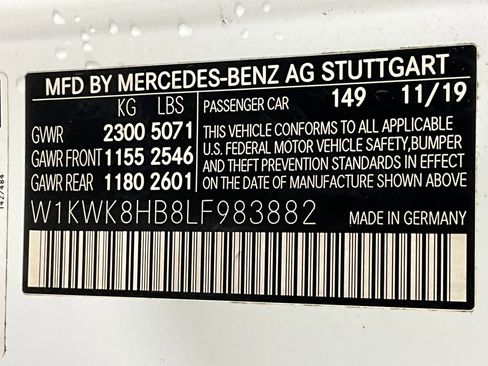 MFD BY MERCEDES-BENZ AG STUTTGART
KG LBS
GVWR 2300 5071
GAWR FRONT 1155 2546
GAWR REAR 1180 2601
PASSENGER CAR 149 11/19
THIS VEHICLE CONFORMS TO ALL APPLICABLE
U.S. FEDERAL MOTOR VEHICLE SAFETY,BUMPER
AND THEFT PREVENTION STANDARDS IN EFFECT
ON THE DATE OF MANUFACTURE SHOWN ABOVE.
W1KWK8HB8LF983882
MADE IN GERMANY
1427484